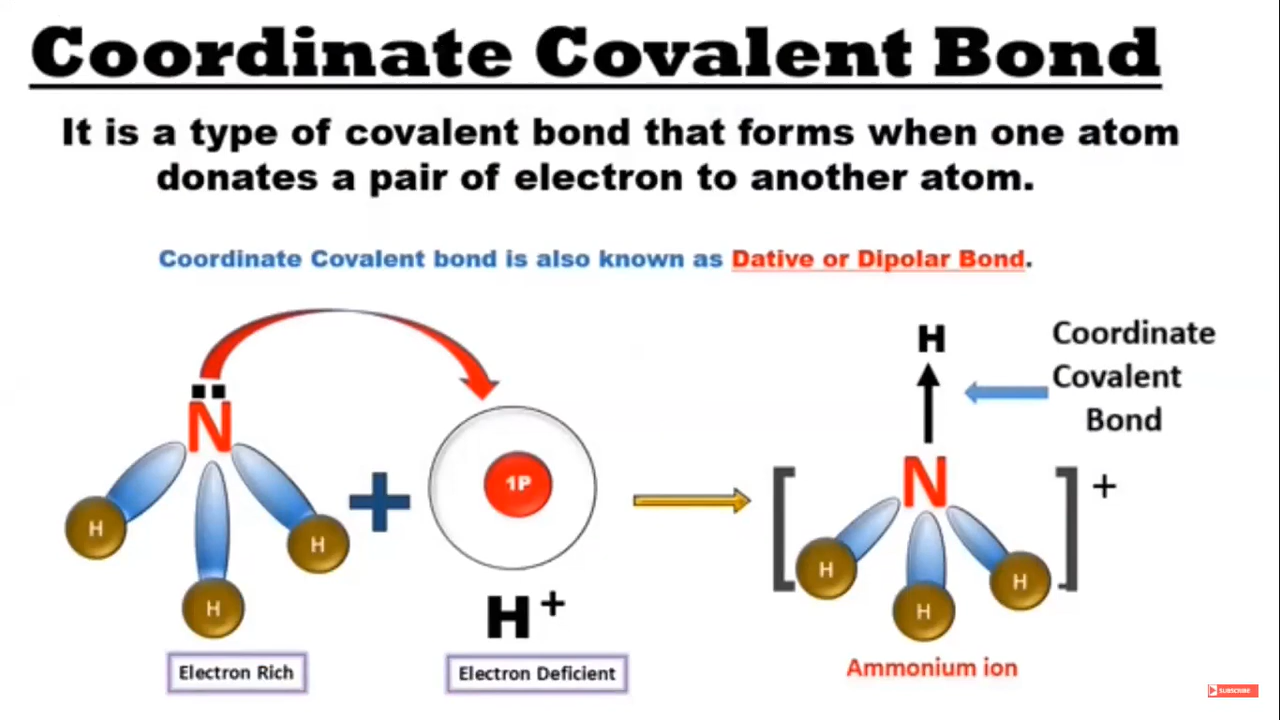 Coordinate Covalent Bond
It is a type of covalent bond that forms when one atom
donates a pair of electron to another atom.
Coordinate Covalent bond is also known as Dative or Dipolar Bond.
N
H
H
H
+
1P
H+
Electron Rich
Electron Deficient
H
Coordinate
Covalent
Bond
N
[ ]+
H
H
H
Ammonium ion
SUBSCRIBE